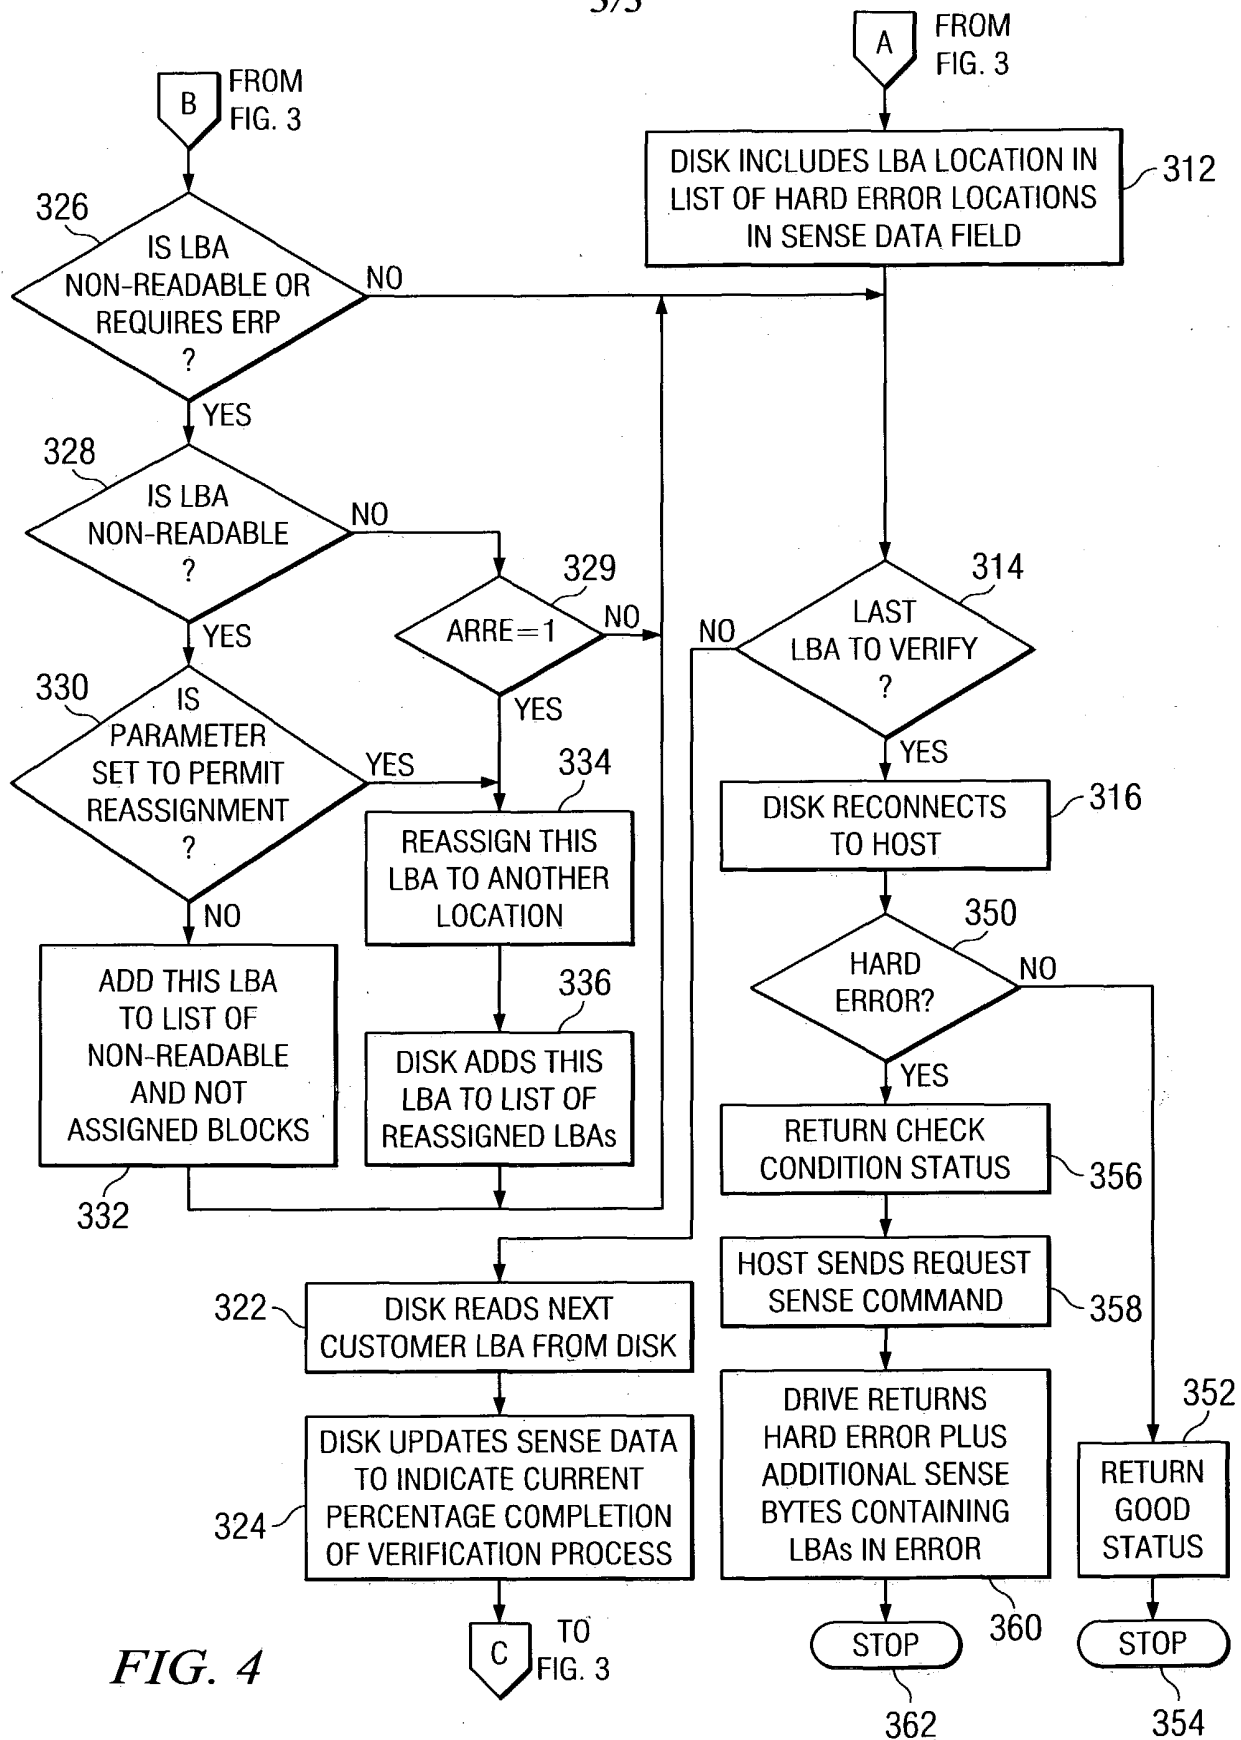 3/3
A
FROM
FIG. 3
B
FROM
FIG. 3
DISK INCLUDES LBA LOCATION IN
LIST OF HARD ERROR LOCATIONS
IN SENSE DATA FIELD
312
326
IS LBA
NON-READABLE OR
REQUIRES ERP
?
NO
YES
328
IS LBA
NON-READABLE
?
NO
YES
329
ARRE=1
NO
YES
330
IS
PARAMETER
SET TO PERMIT
REASSIGNMENT
?
YES
NO
334
REASSIGN THIS
LBA TO ANOTHER
LOCATION
336
DISK ADDS THIS
LBA TO LIST OF
REASSIGNED LBAs
ADD THIS LBA
TO LIST OF
NON-READABLE
AND NOT
ASSIGNED BLOCKS
332
314
LAST
LBA TO VERIFY
?
NO
YES
DISK RECONNECTS
TO HOST
316
350
HARD
ERROR?
NO
YES
RETURN CHECK
CONDITION STATUS
356
HOST SENDS REQUEST
SENSE COMMAND
358
DRIVE RETURNS
HARD ERROR PLUS
ADDITIONAL SENSE
BYTES CONTAINING
LBAs IN ERROR
360
STOP
362
352
RETURN
GOOD
STATUS
STOP
354
322
DISK READS NEXT
CUSTOMER LBA FROM DISK
324
DISK UPDATES SENSE DATA
TO INDICATE CURRENT
PERCENTAGE COMPLETION
OF VERIFICATION PROCESS
C
TO
FIG. 3
FIG. 4